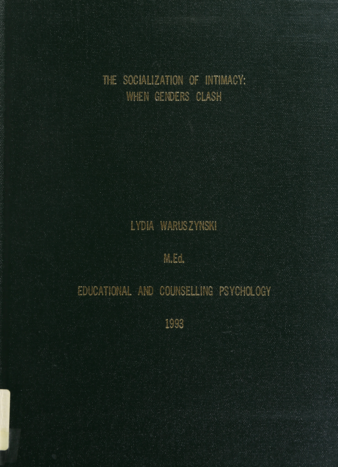 THE SOCIALIZATION OF INTIMACY:
WHEN GENDERS CLASH
LYDIA WARUSZYNSKI
M.Ed.
EDUCATIONAL AND COUNSELLING PSYCHOLOGY
1993